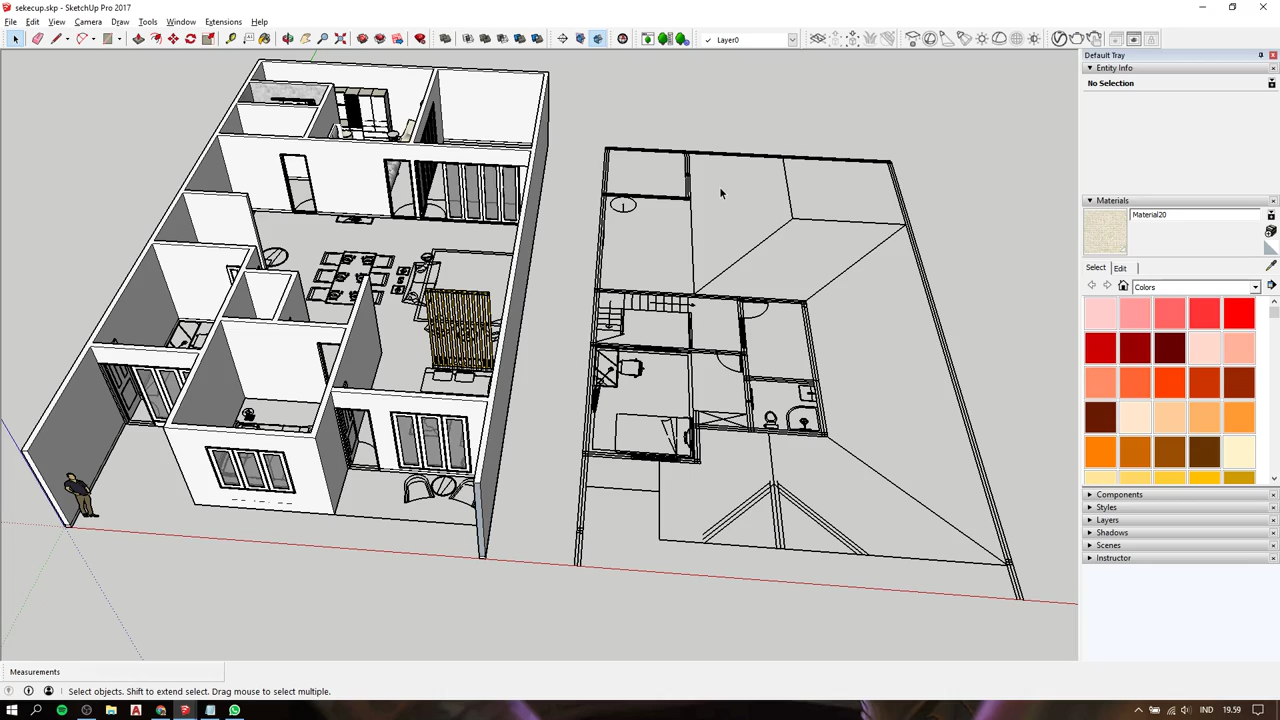 sekecup.skp - SketchUp Pro 2017
File Edit View Camera Draw Tools Window Extensions Help
Layer0
Default Tray
Entity Info
No Selection
Materials
Material20
Select Edit
Colors
Components
Styles
Layers
Shadows
Scenes
Instructor
Measurements
Select objects. Shift to extend select. Drag mouse to select multiple.
IND 19.59